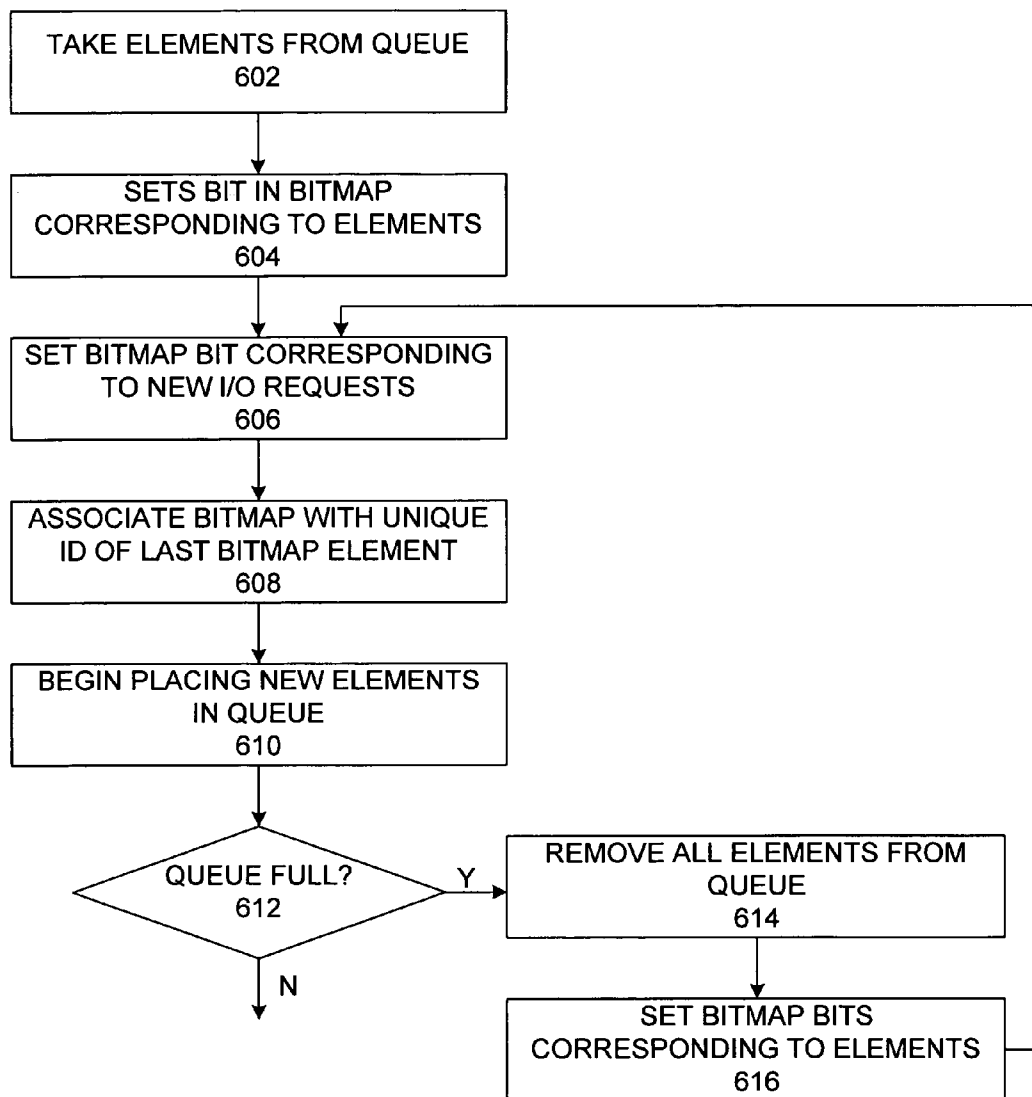 TAKE ELEMENTS FROM QUEUE
602
SETS BIT IN BITMAP
CORRESPONDING TO ELEMENTS
604
SET BITMAP BIT CORRESPONDING
TO NEW I/O REQUESTS
606
ASSOCIATE BITMAP WITH UNIQUE
ID OF LAST BITMAP ELEMENT
608
BEGIN PLACING NEW ELEMENTS
IN QUEUE
610
QUEUE FULL?
612
Y
N
REMOVE ALL ELEMENTS FROM
QUEUE
614
SET BITMAP BITS
CORRESPONDING TO ELEMENTS
616